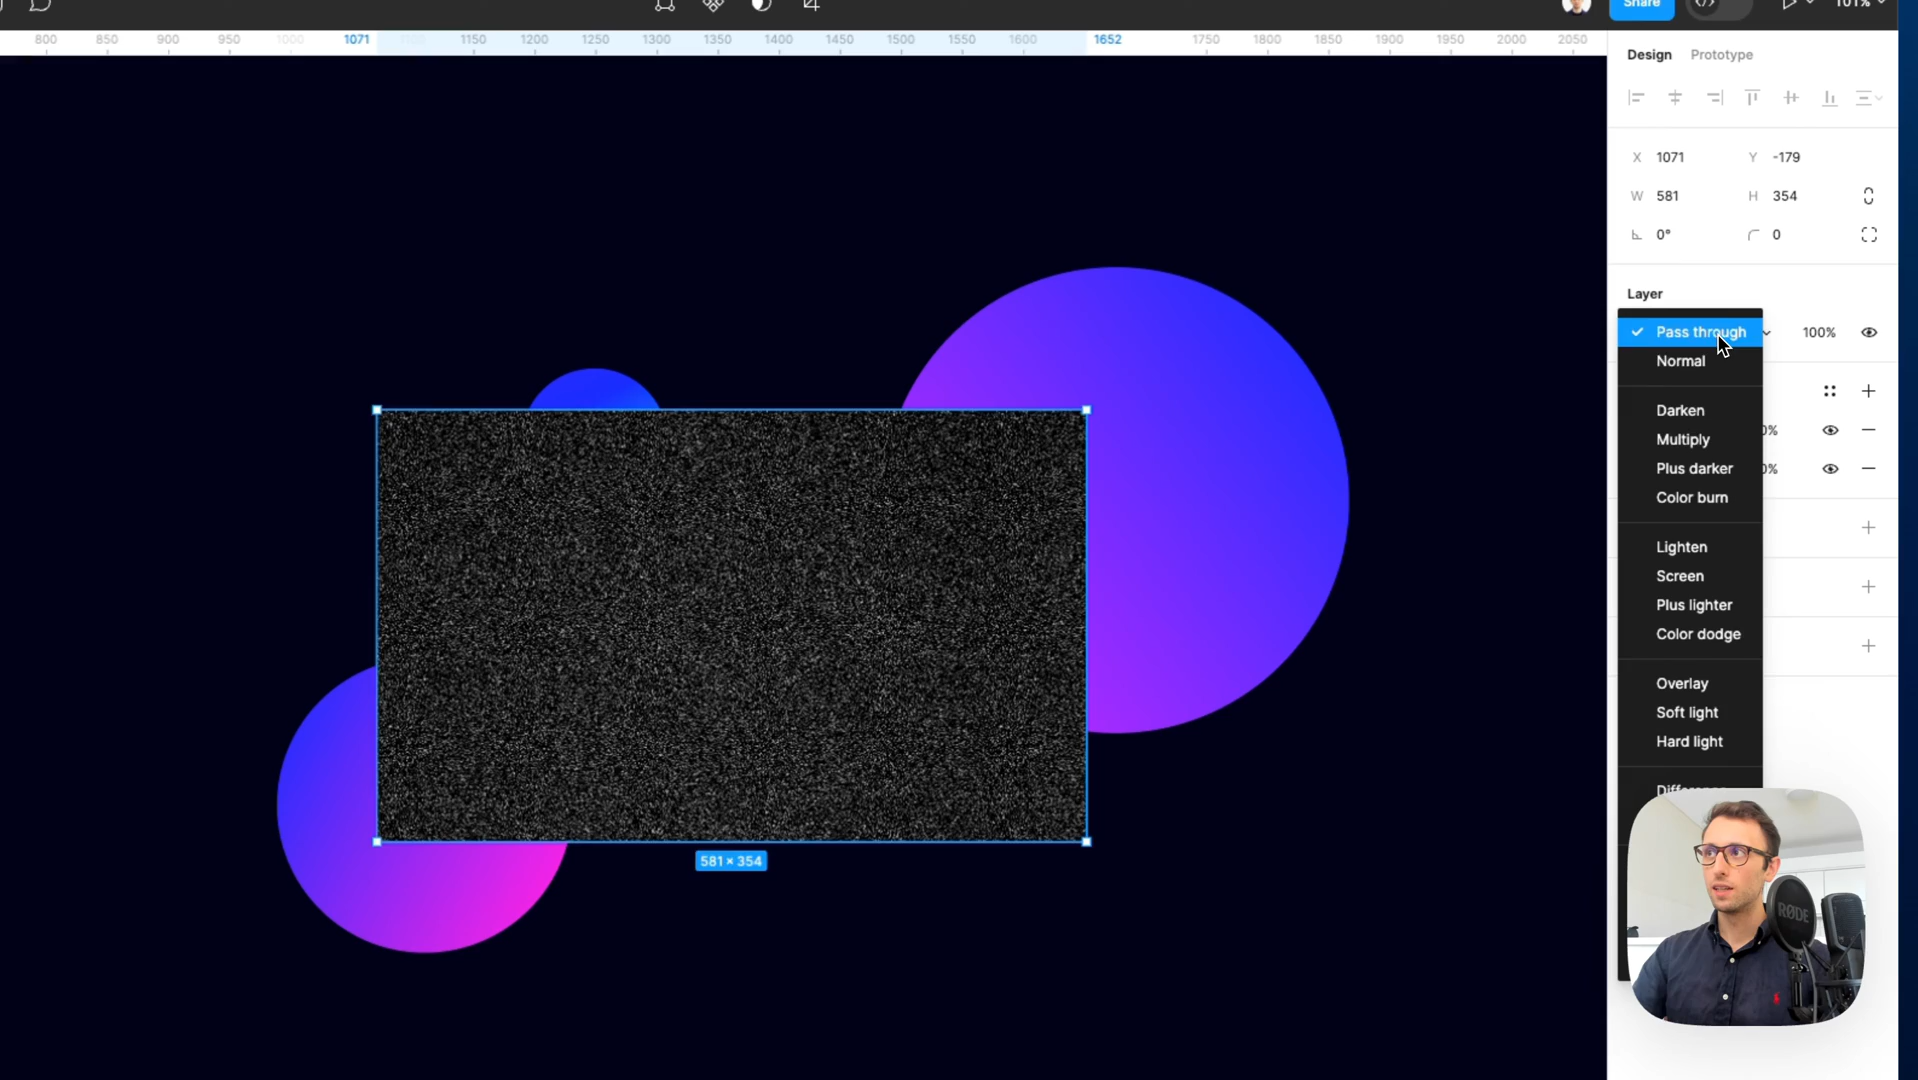 Share
101%
800 850 900 950 1000 1071 1150 1200 1250 1300 1350 1400 1450 1500 1550 1600 1652 1750 1800 1850 1900 1950 2000 2050
Design Prototype
X 1071 Y -179
W 581 H 354
0° 0
Layer
Pass through 100%
Normal
Darken
Multiply
Plus darker
Color burn
Lighten
Screen
Plus lighter
Color dodge
Overlay
Soft light
Hard light
581 × 354
RØDE